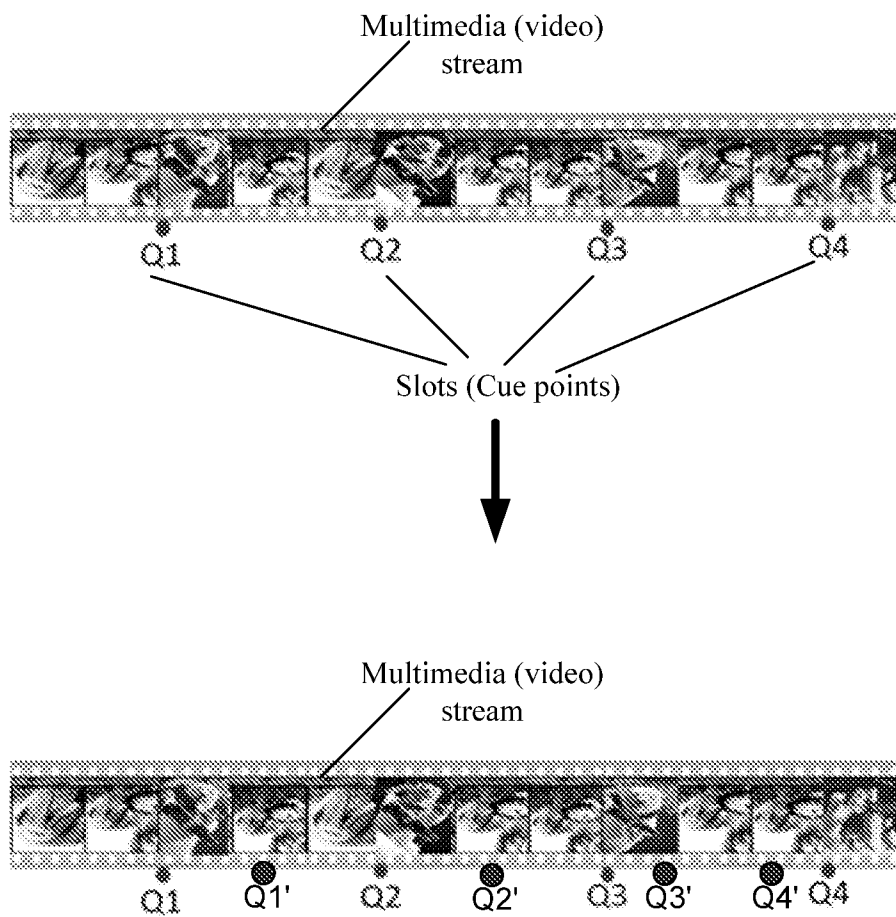 Multimedia (video)
stream
Q1 Q2 Q3 Q4
Slots (Cue points)
Multimedia (video)
stream
Q1 Q1' Q2 Q2' Q3 Q3' Q4' Q4